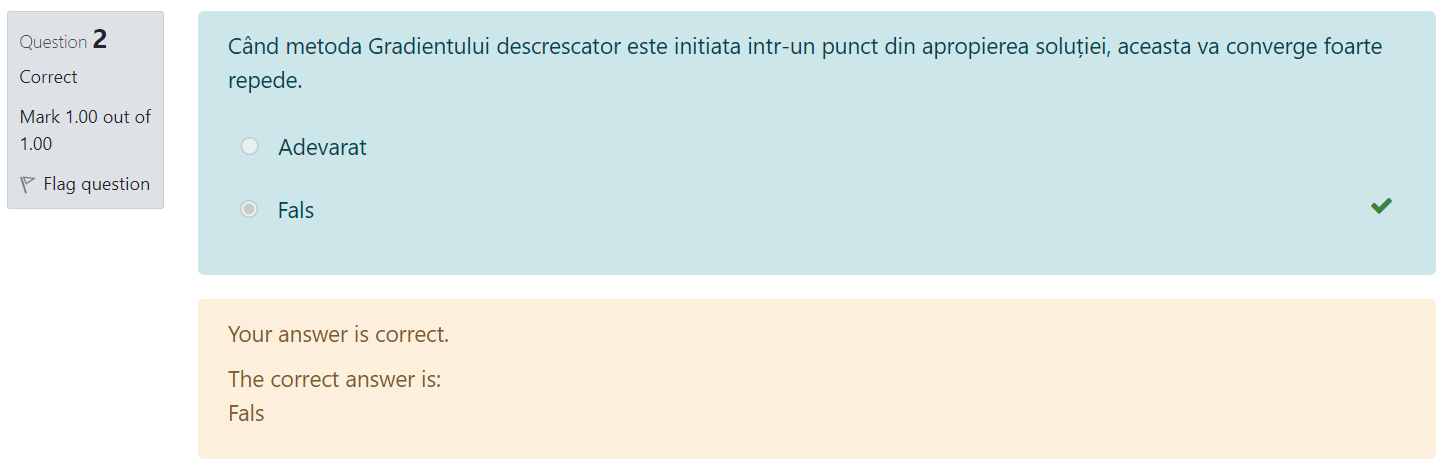 Question 2
Correct
Mark 1.00 out of
1.00
Flag question
Când metoda Gradientului descrescator este initiata intr-un punct din apropierea soluției, aceasta va converge foarte
repede.
Adevarat
Fals
Your answer is correct.
The correct answer is:
Fals